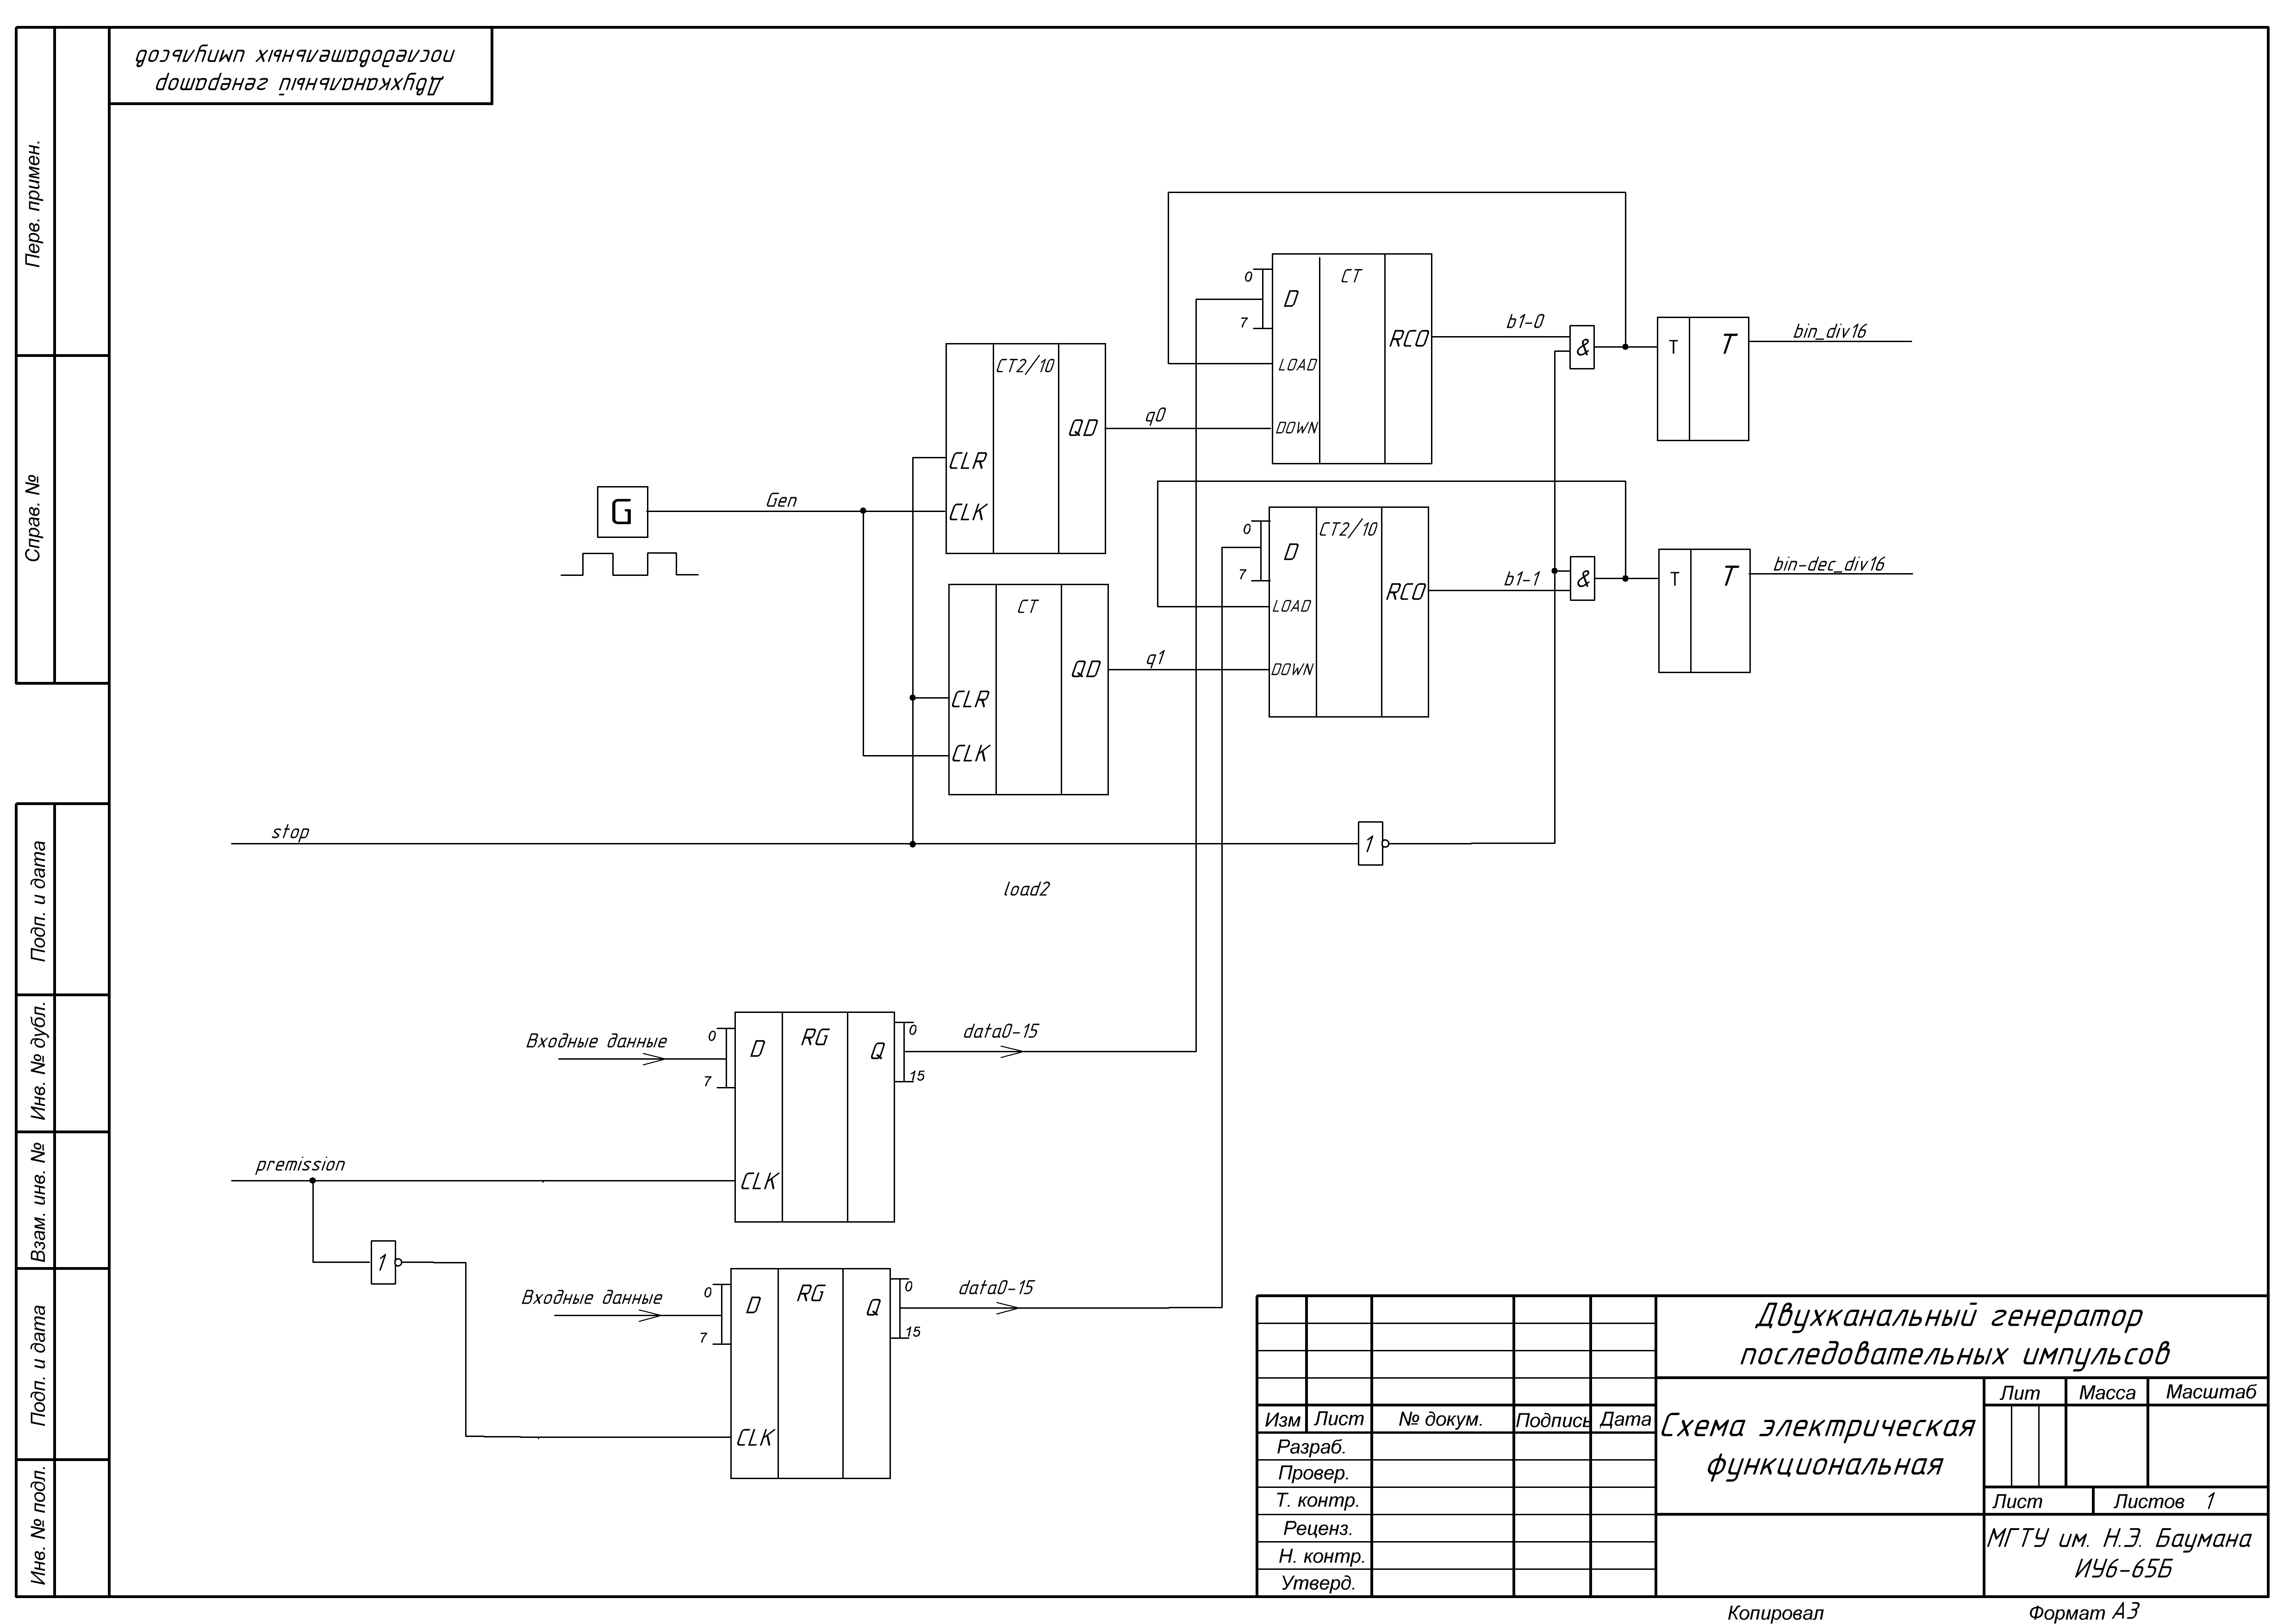 Двухканальный генератор
последовательных импульсов
Перв. примен.
Справ. №
Подп. и дата
Инв. № дубл.
Взам. инв. №
Подп. и дата
Инв. № подл.
0
D
7
CT
LOAD
DOWN
RCO
b1-0
&
T
T
bin_div16
CT2/10
CLR
CLK
QD
q0
G
Gen
0
D
7
CT2/10
LOAD
DOWN
RCO
b1-1
&
T
T
bin-dec_div16
CT
CLR
CLK
QD
q1
stop
1
load2
Входные данные
0
7
D
RG
Q
CLK
0
15
data0-15
premission
1
Входные данные
0
7
D
RG
Q
CLK
0
15
data0-15
Двухканальный генератор
последовательных импульсов
Изм Лист № докум. Подпись Дата
Разраб.
Провер.
Т. контр.
Реценз.
Н. контр.
Утверд.
Схема электрическая
функциональная
Лит Масса Масштаб
Лист Листов 1
МГТУ им. Н.Э. Баумана
ИУ6-65Б
Копировал Формат А3